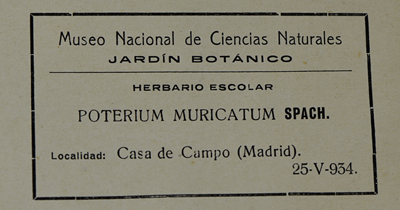 Museo Nacional de Ciencias Naturales
JARDÍN BOTÁNICO
HERBARIO ESCOLAR
POTERIUM MURICATUM SPACH.
Localidad: Casa de Campo (Madrid).
25-V-934.